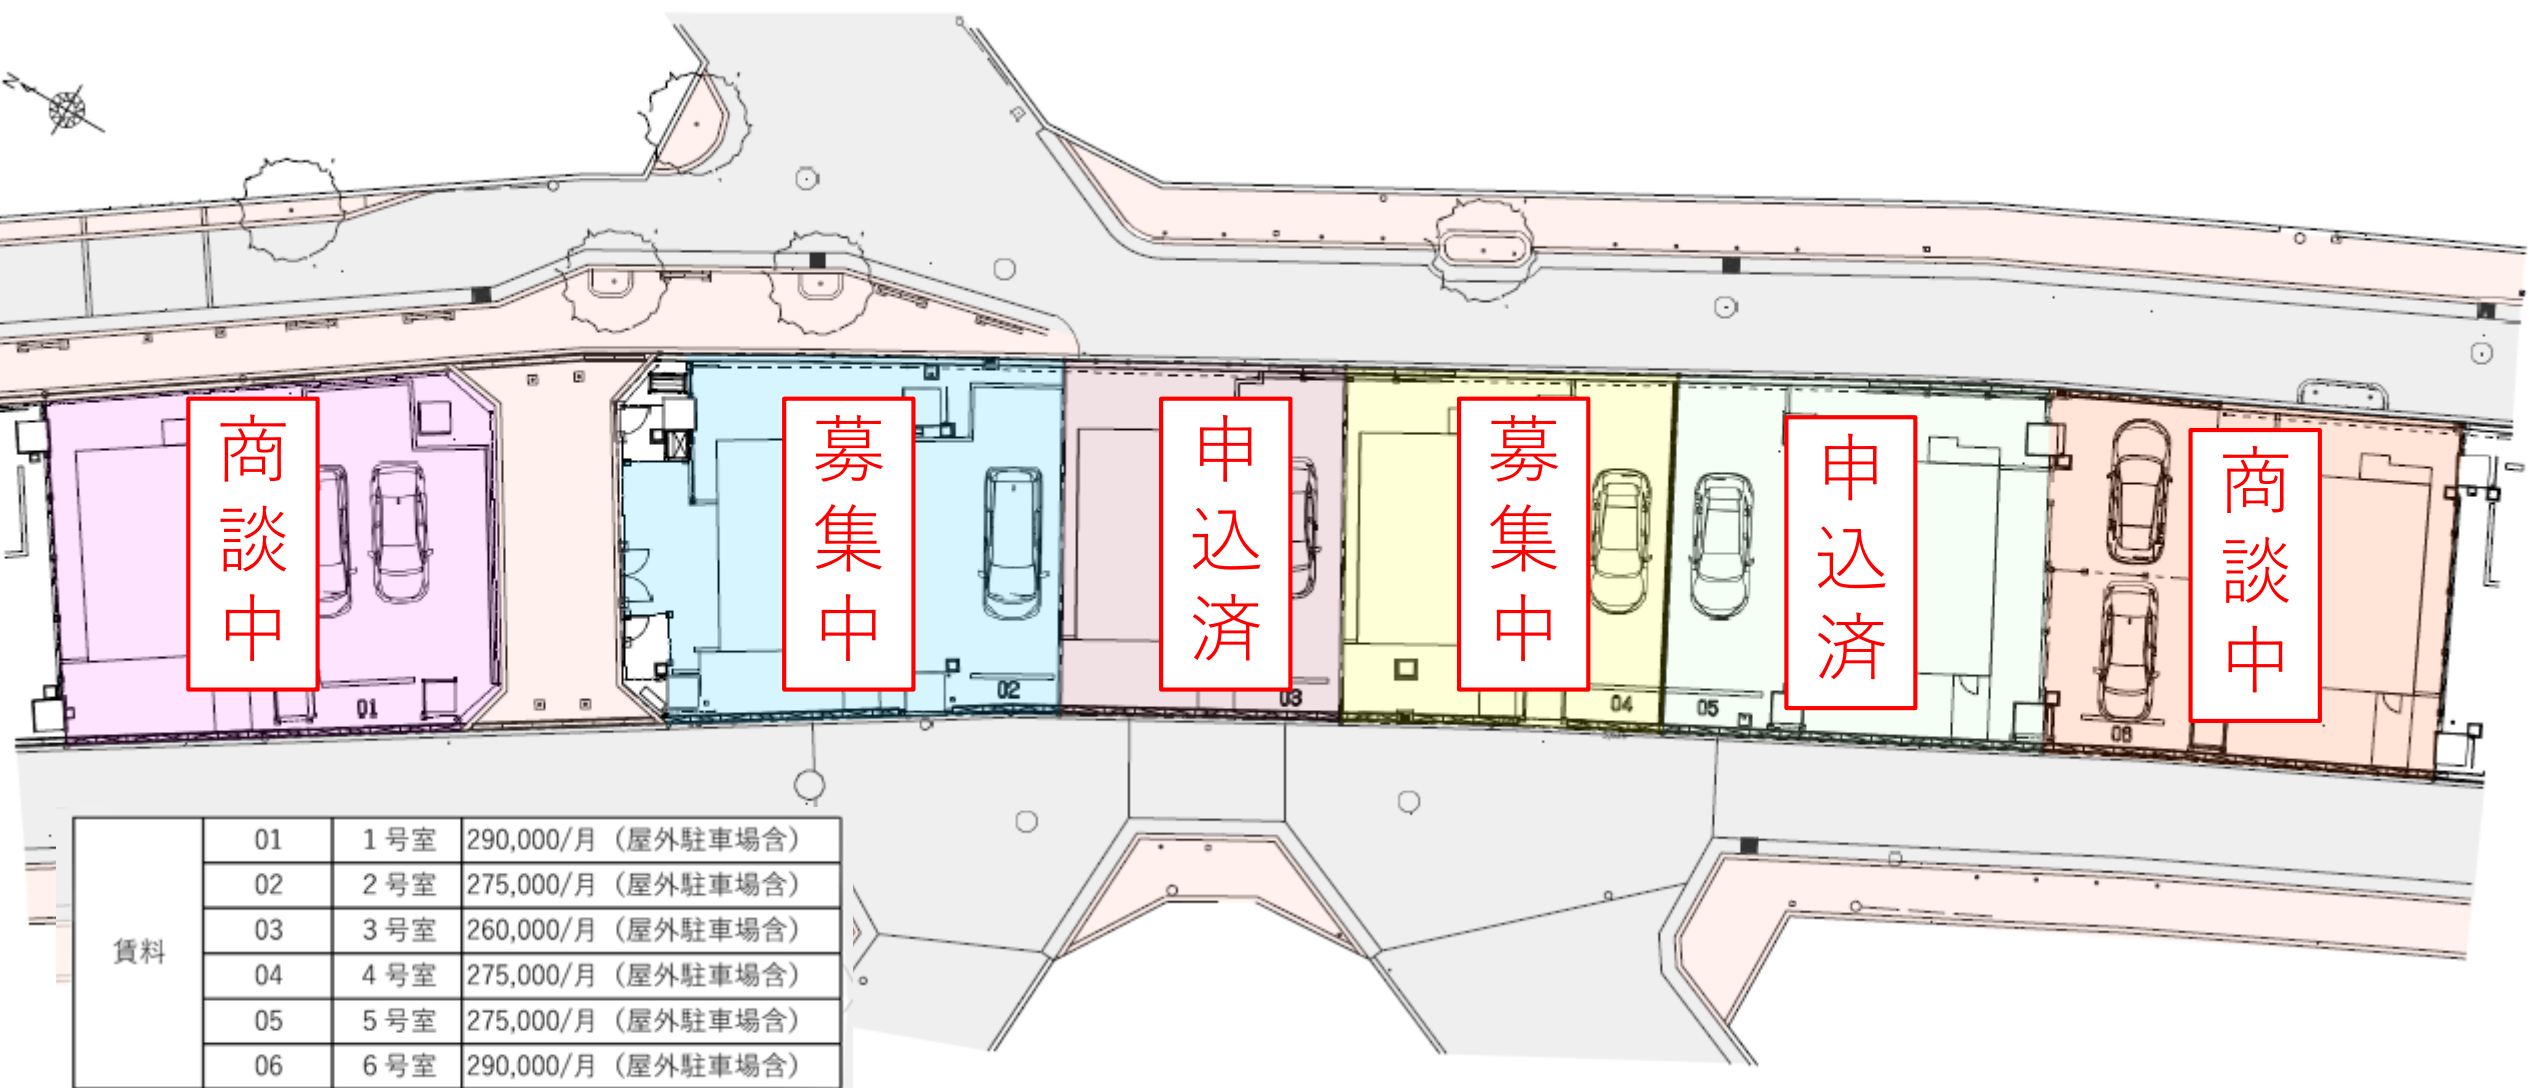 N
商談中
募集中
申込済
募集中
申込済
商談中
01
02
03
04
05
06
賃料
01 1号室 290,000/月（屋外駐車場含）
02 2号室 275,000/月（屋外駐車場含）
03 3号室 260,000/月（屋外駐車場含）
04 4号室 275,000/月（屋外駐車場含）
05 5号室 275,000/月（屋外駐車場含）
06 6号室 290,000/月（屋外駐車場含）